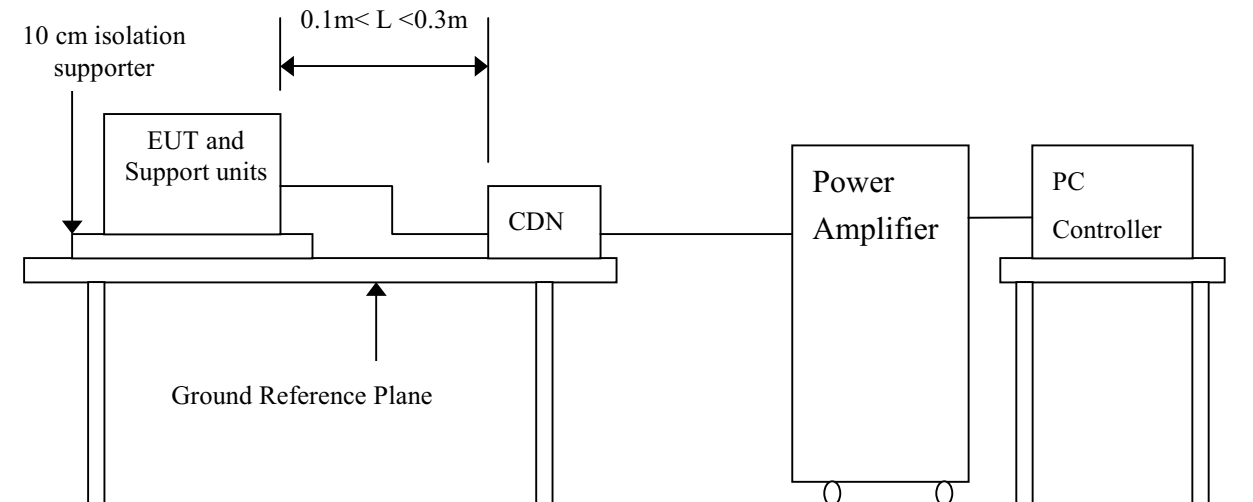 0.1m< L <0.3m
10 cm isolation
supporter
EUT and
Support units
CDN
Power
Amplifier
PC
Controller
Ground Reference Plane